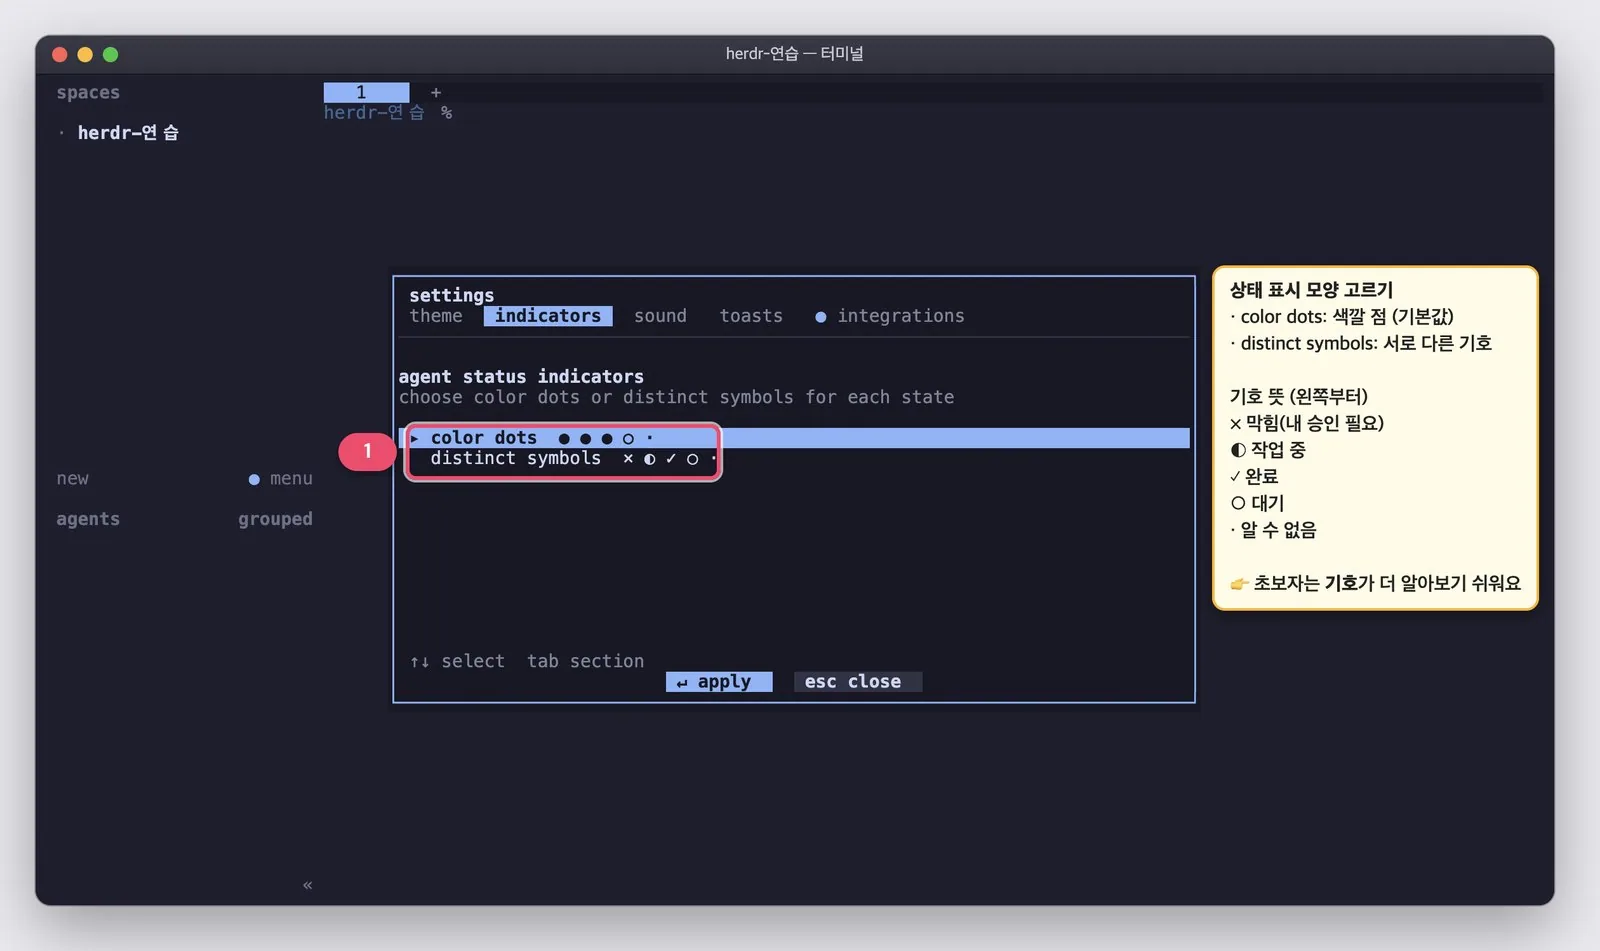 herdr-연습 — 터미널
spaces
1 +
herdr-연 습 %
· herdr-연 습
settings
theme indicators sound toasts ● integrations
agent status indicators
choose color dots or distinct symbols for each state
▸ color dots ● ● ● ○ ·
distinct symbols × ◐ ✓ ○ ·
1
new ● menu
agents grouped
↑↓ select tab section
↵ apply esc close
«
상태 표시 모양 고르기
· color dots: 색깔 점 (기본값)
· distinct symbols: 서로 다른 기호
기호 뜻 (왼쪽부터)
× 막힘(내 승인 필요)
◐ 작업 중
✓ 완료
○ 대기
· 알 수 없음
👉 초보자는 기호가 더 알아보기 쉬워요